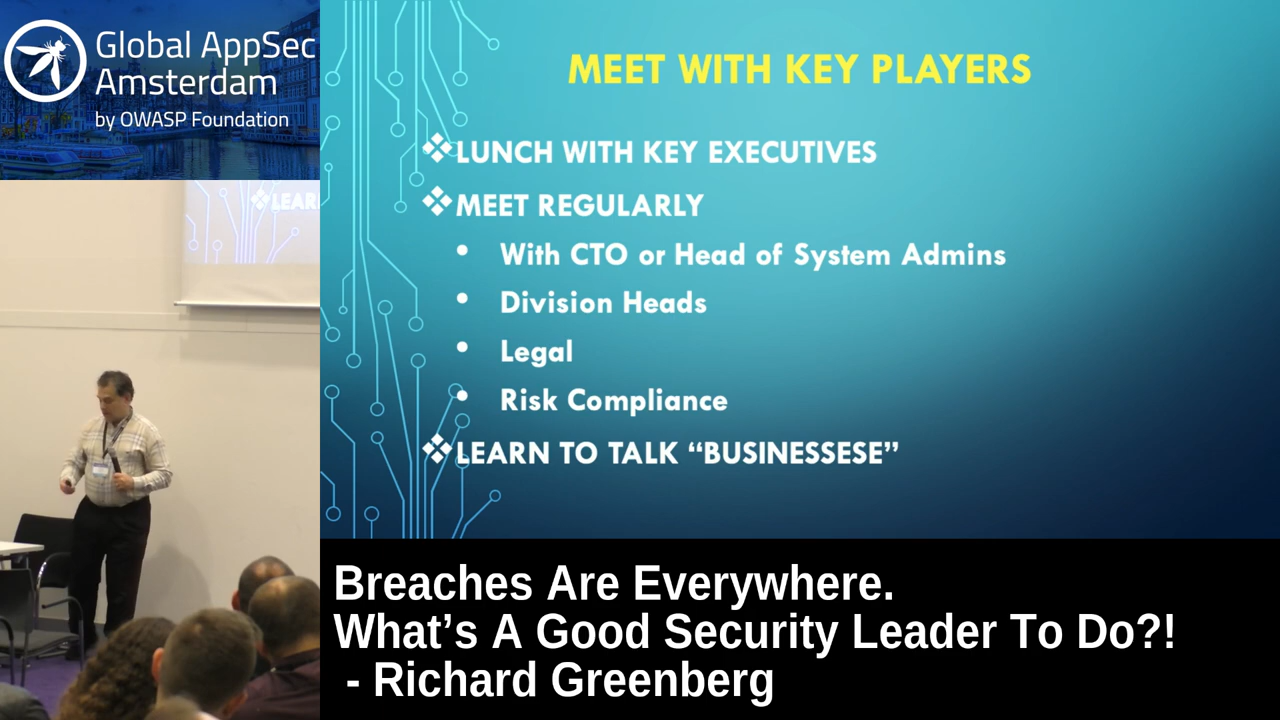 Global AppSec
Amsterdam
by OWASP Foundation
MEET WITH KEY PLAYERS
LUNCH WITH KEY EXECUTIVES
MEET REGULARLY
With CTO or Head of System Admins
Division Heads
Legal
Risk Compliance
LEARN TO TALK “BUSINESSESE”
LEAR
Breaches Are Everywhere.
What’s A Good Security Leader To Do?!
- Richard Greenberg